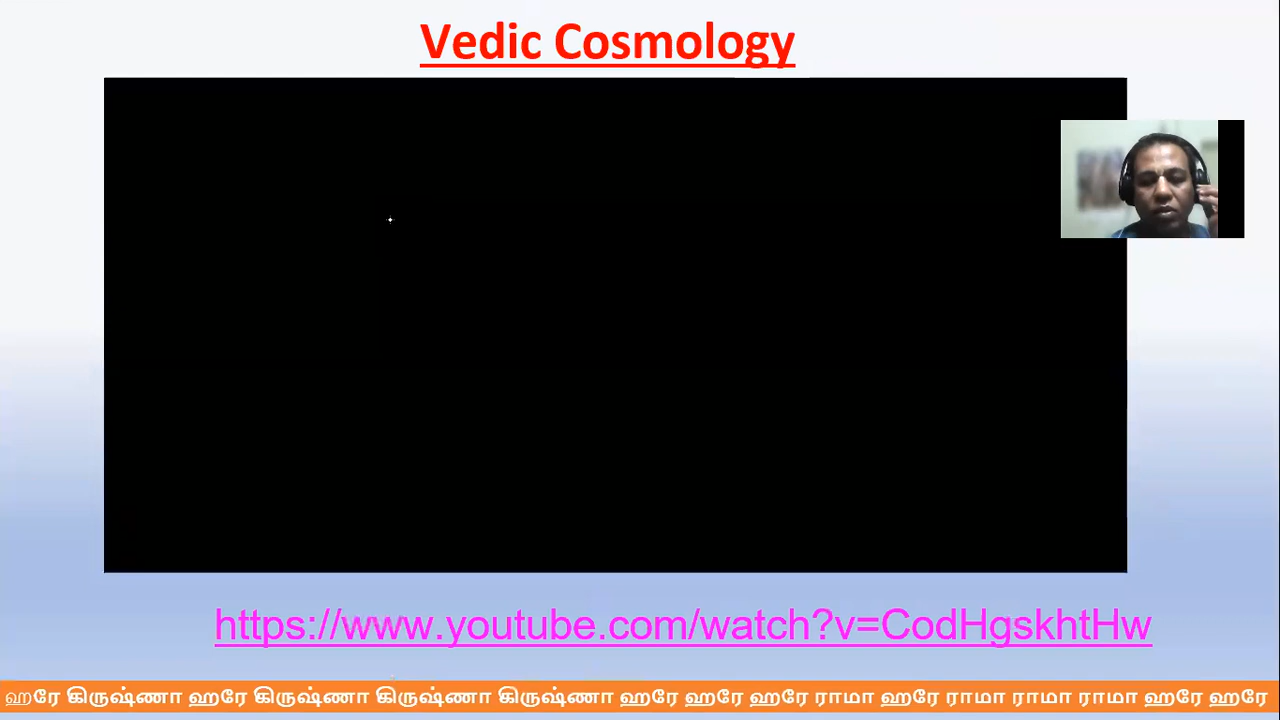 Vedic Cosmology
https://www.youtube.com/watch?v=CodHgskhtHw
ஹரே கிருஷ்ணா ஹரே கிருஷ்ணா கிருஷ்ணா கிருஷ்ணா ஹரே ஹரே ஹரே ராமா ஹரே ராமா ராமா ராமா ஹரே ஹரே